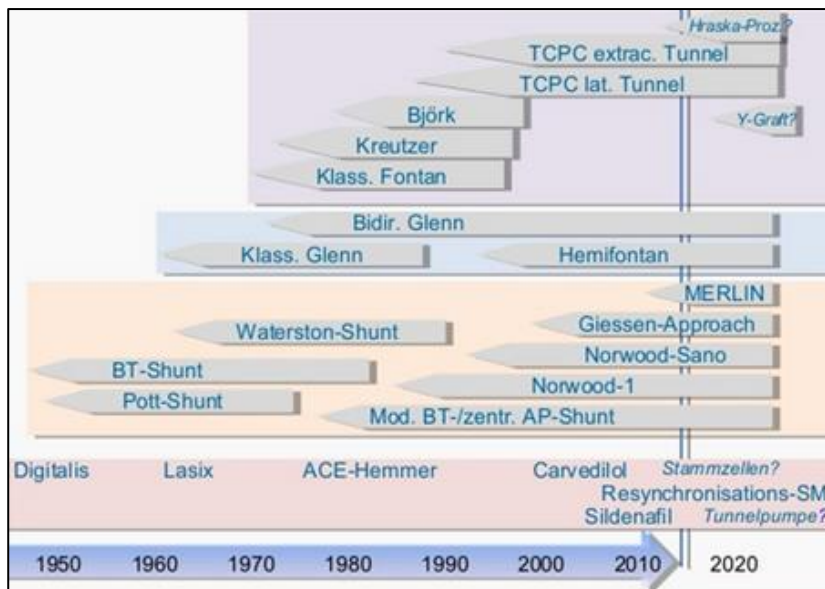 Hraska-Proz.?
TCPC extrac. Tunnel
TCPC lat. Tunnel
Björk
Y-Graft?
Kreutzer
Klass. Fontan
Bidir. Glenn
Klass. Glenn Hemifontan
MERLIN
Waterston-Shunt Giessen-Approach
Norwood-Sano
BT-Shunt
Norwood-1
Pott-Shunt
Mod. BT-/zentr. AP-Shunt
Digitalis Lasix ACE-Hemmer Carvedilol Stammzellen?
Resynchronisations-SM
Sildenafil Tunnelpumpe?
1950 1960 1970 1980 1990 2000 2010 2020